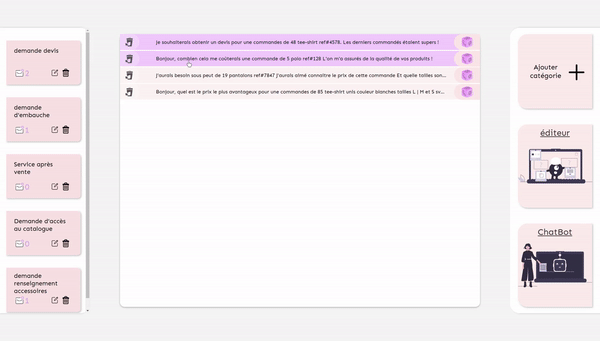 demande devis
2
demande
d'embauche
1
Service après
vente
0
Demande d'accès
au catalogue
0
demande
renseignement
accessoires
1
Je souhaiterais obtenir un devis pour une commandes de 48 tee-shirt ref#4578. Les derniers commandés étaient supers !
Bonjour, combien cela me coûterais une commande de 5 polo ref#128 L'on m'a assurés de la qualité de vos produits !
J'aurais besoin sous peut de 19 pantalons ref#7847 J'aurais aimé connaitre le prix de cette commande Et quelle tailles son...
Bonjour, quel est le prix le plus avantageux pour une commandes de 85 tee-shirt unis couleur blanches tailles L | M et S sv...
Ajouter
catégorie
éditeur
ChatBot